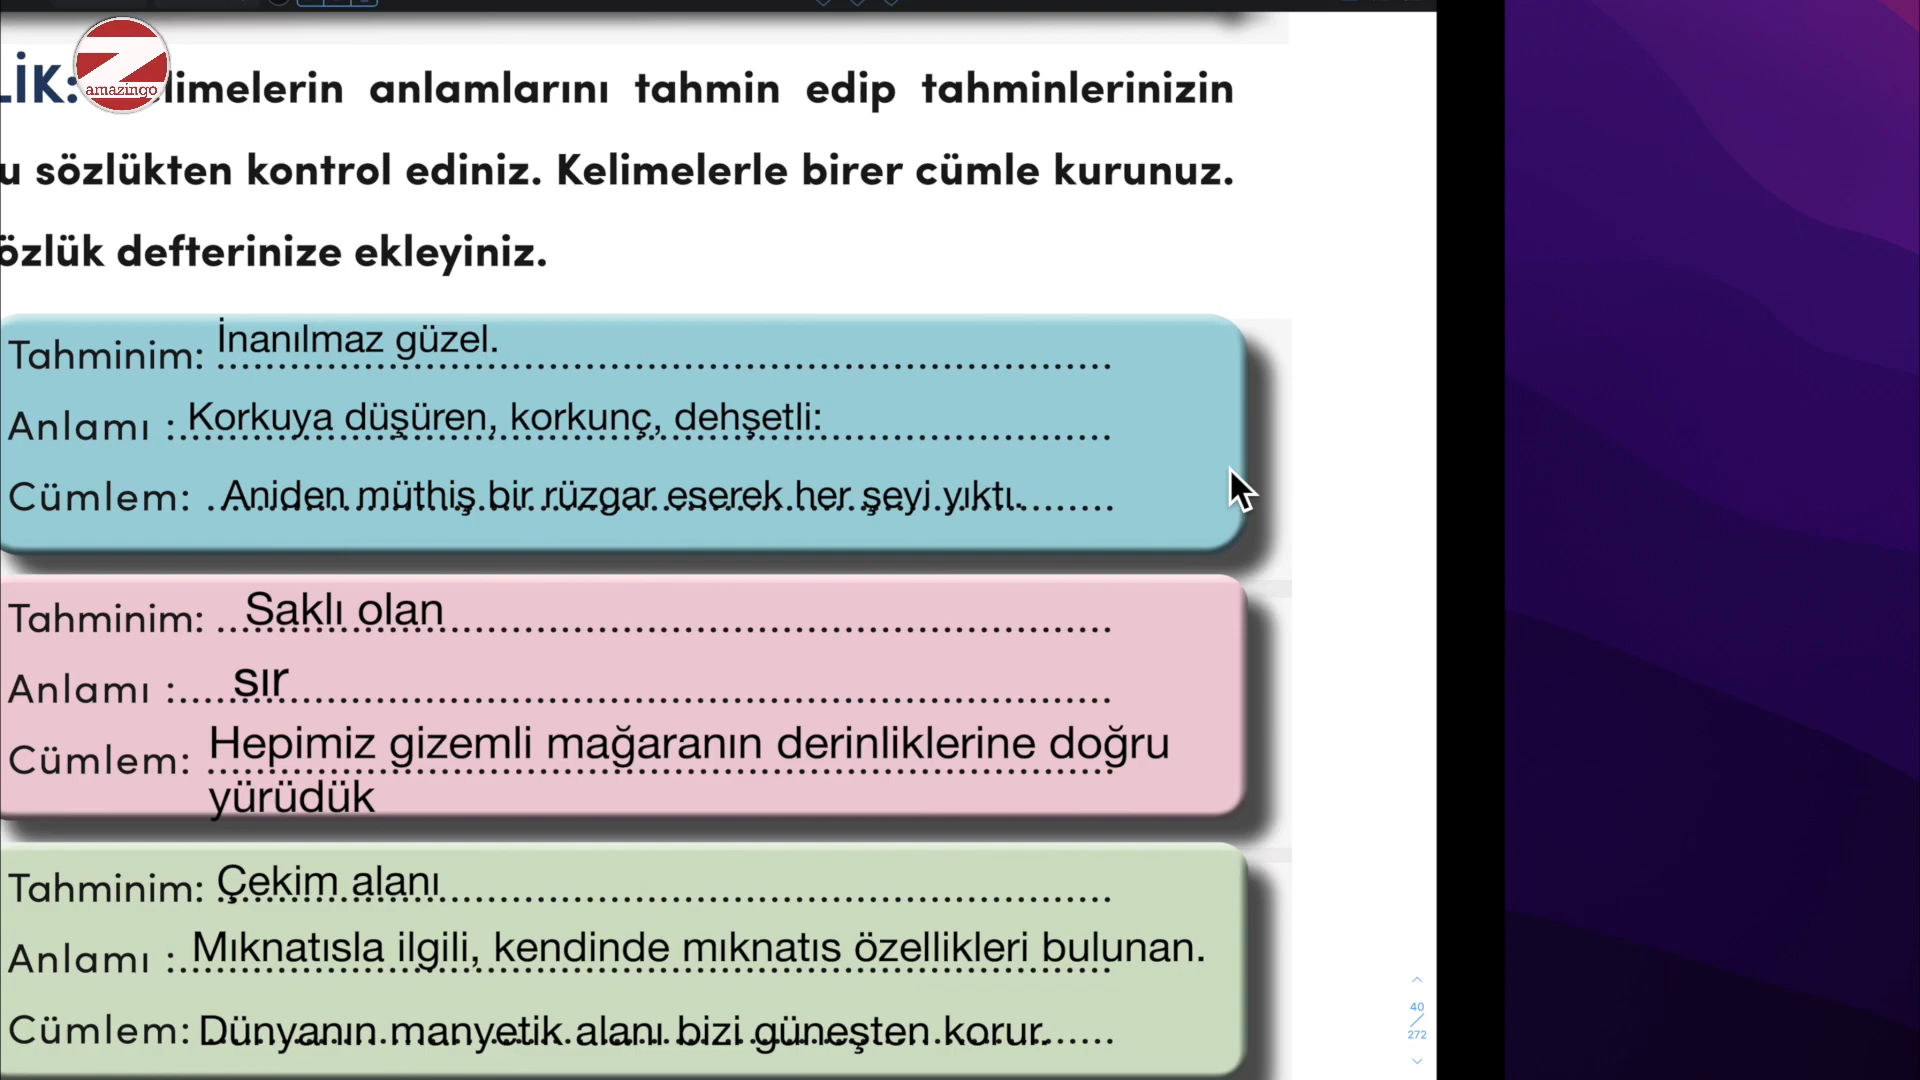 LİK: limelerin anlamlarını tahmin edip tahminlerinizin
amazingo
u sözlükten kontrol ediniz. Kelimelerle birer cümle kurunuz.
özlük defterinize ekleyiniz.
Tahminim: İnanılmaz güzel.
Anlamı : Korkuya düşüren, korkunç, dehşetli:
Cümlem: Aniden müthiş bir rüzgar eserek her şeyi yıktı.
Tahminim: Saklı olan
Anlamı : sır
Cümlem: Hepimiz gizemli mağaranın derinliklerine doğru
yürüdük
Tahminim: Çekim alanı
Anlamı : Mıknatısla ilgili, kendinde mıknatıs özellikleri bulunan.
Cümlem: Dünyanın manyetik alanı bizi güneşten korur.
40
272